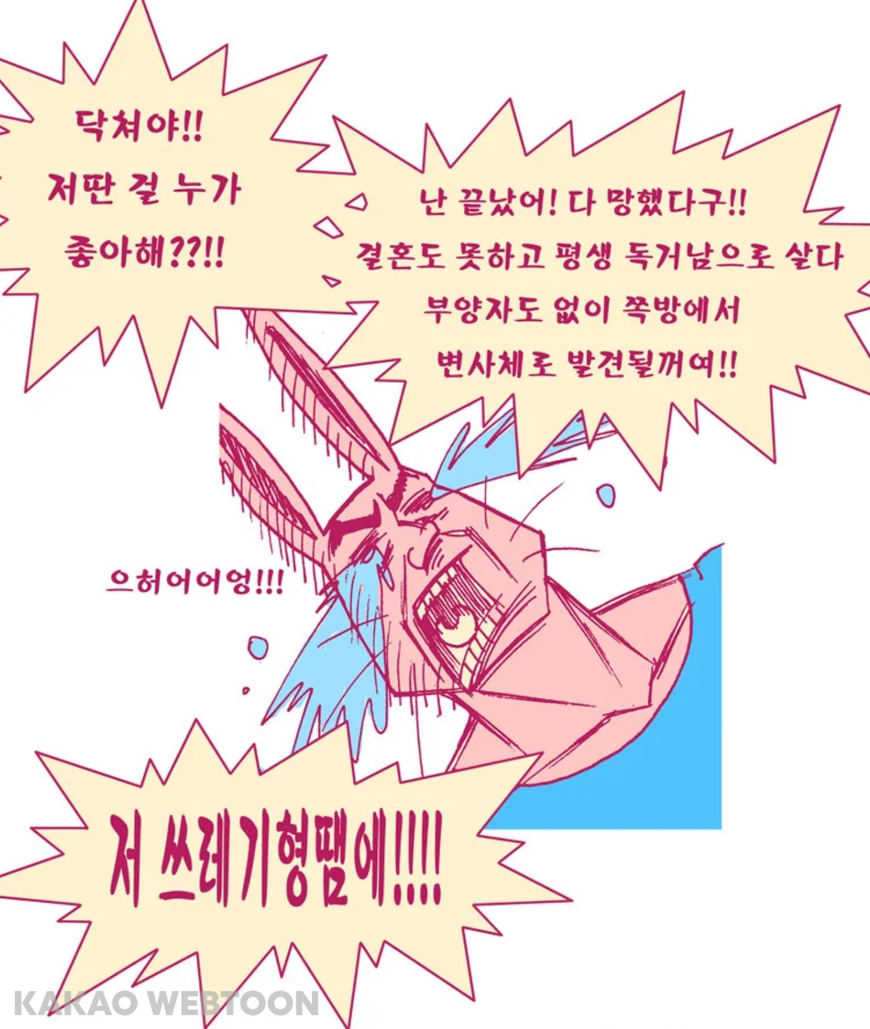 닥쳐야!!
저딴 걸 누가
좋아해??!!
난 끝났어! 다 망했다구!!
결혼도 못하고 평생 독거남으로 살다
부양자도 없이 쪽방에서
변사체로 발견될꺼여!!
으허어어엉!!!
저 쓰레기형땜에!!!!
KAKAO WEBTOON